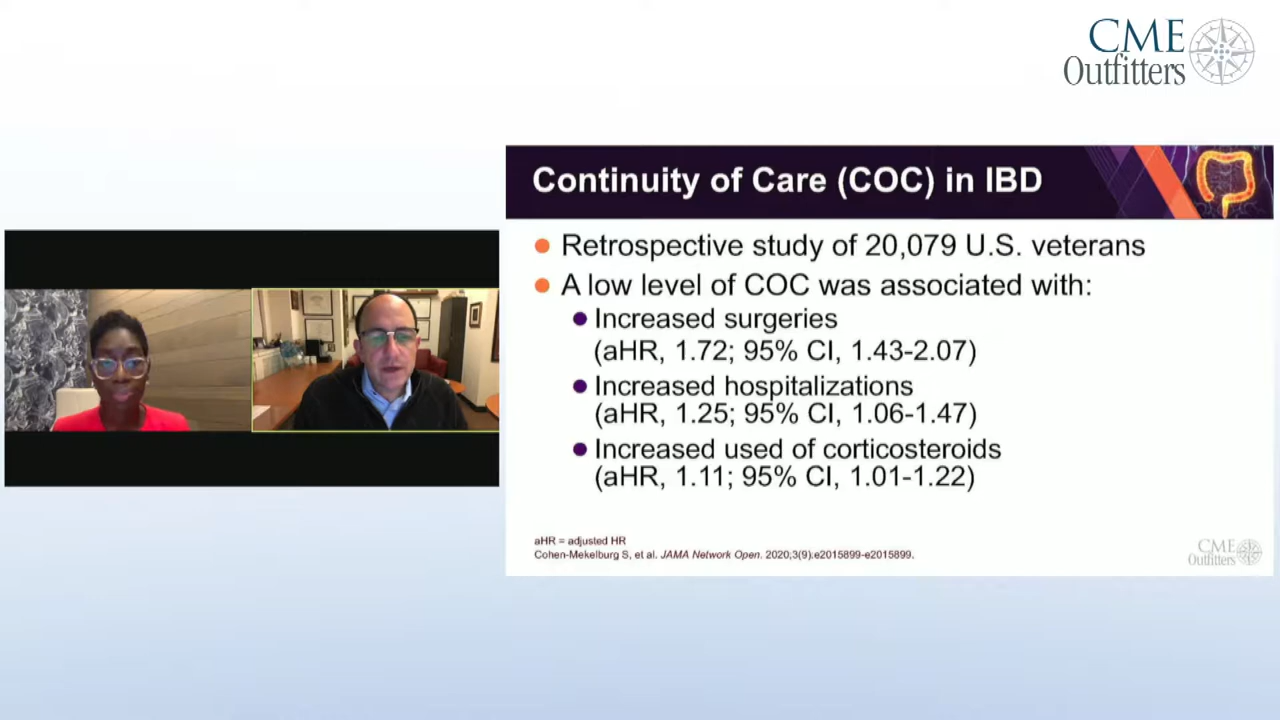 CME
Outfitters
Continuity of Care (COC) in IBD
Retrospective study of 20,079 U.S. veterans
A low level of COC was associated with:
Increased surgeries
(aHR, 1.72; 95% CI, 1.43-2.07)
Increased hospitalizations
(aHR, 1.25; 95% CI, 1.06-1.47)
Increased used of corticosteroids
(aHR, 1.11; 95% CI, 1.01-1.22)
aHR = adjusted HR
Cohen-Mekelburg S, et al. JAMA Network Open. 2020;3(9):e2015899-e2015899.
CME
Outfitters